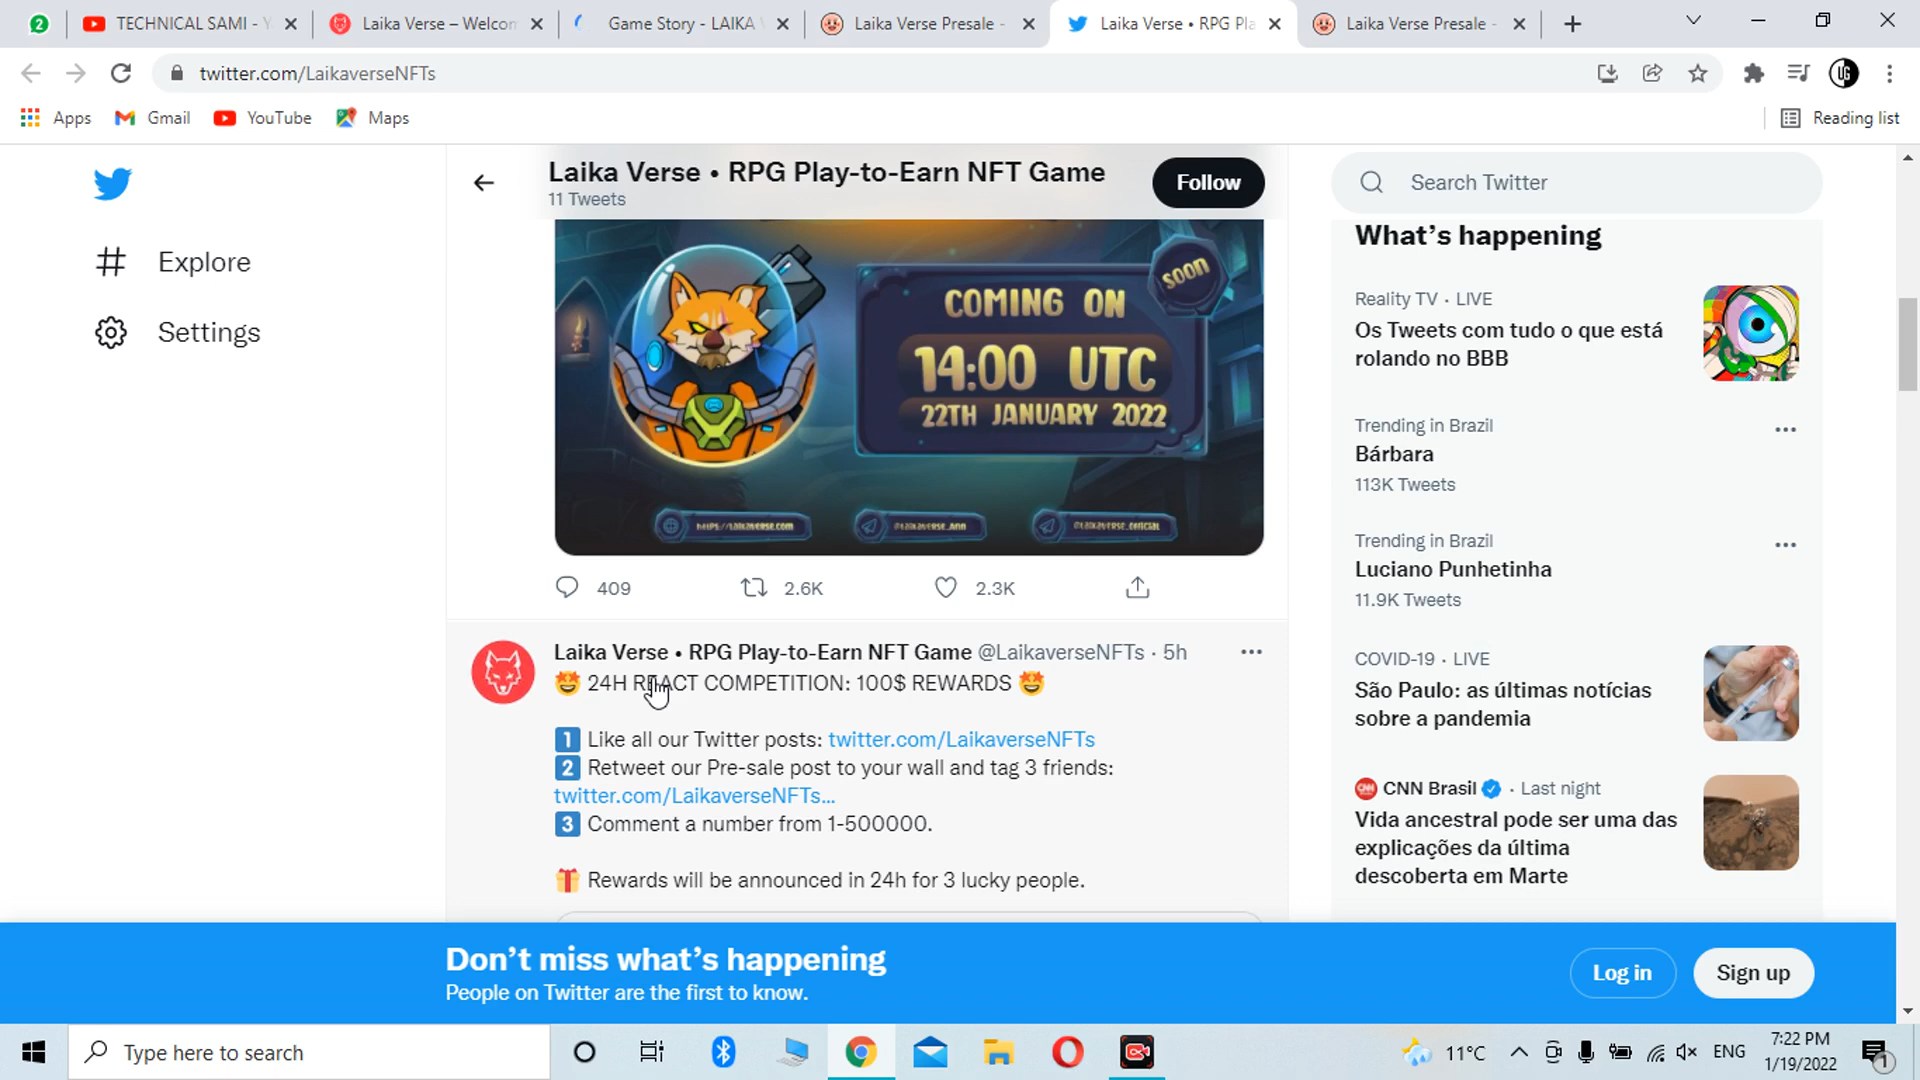 2
TECHNICAL SAMI - Y
Laika Verse – Welcom
Game Story - LAIKA
Laika Verse Presale -
Laika Verse • RPG Pla
Laika Verse Presale -
twitter.com/LaikaverseNFTs
Apps
Gmail
YouTube
Maps
Reading list
Laika Verse • RPG Play-to-Earn NFT Game
11 Tweets
Follow
Search Twitter
Explore
Settings
SOON
COMING ON
14:00 UTC
22TH JANUARY 2022
https://laikaverse.com
@laikaverse_ann
@laikaverse_official
409
2.6K
2.3K
Laika Verse • RPG Play-to-Earn NFT Game @LaikaverseNFTs · 5h
🤩 24H REACT COMPETITION: 100$ REWARDS 🤩
1 Like all our Twitter posts: twitter.com/LaikaverseNFTs
2 Retweet our Pre-sale post to your wall and tag 3 friends:
twitter.com/LaikaverseNFTs...
3 Comment a number from 1-500000.
🎁 Rewards will be announced in 24h for 3 lucky people.
What's happening
Reality TV · LIVE
Os Tweets com tudo o que está
rolando no BBB
Trending in Brazil
Bárbara
113K Tweets
Trending in Brazil
Luciano Punhetinha
11.9K Tweets
COVID-19 · LIVE
São Paulo: as últimas notícias
sobre a pandemia
CNN Brasil · Last night
Vida ancestral pode ser uma das
explicações da última
descoberta em Marte
Don't miss what's happening
People on Twitter are the first to know.
Log in
Sign up
Type here to search
11°C
ENG
7:22 PM
1/19/2022
1